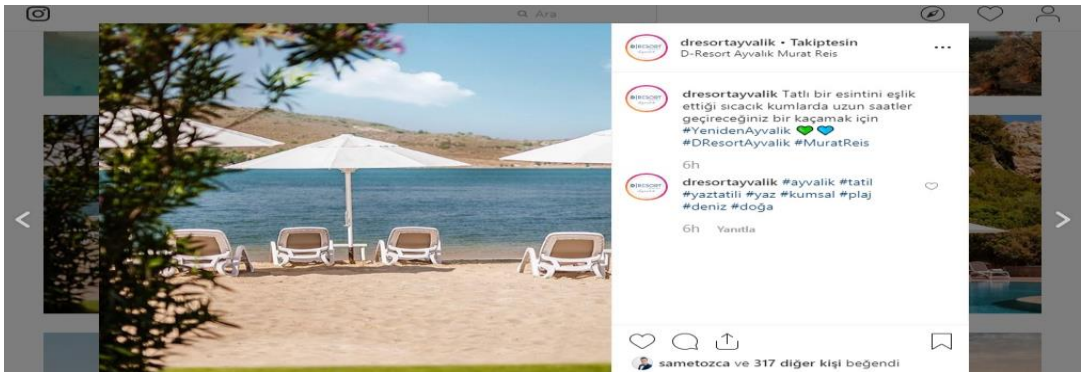 Ara
dresortayvalik • Takiptesin
D-Resort Ayvalık Murat Reis
dresortayvalik Tatlı bir esintini eşlik
ettiği sıcacık kumlarda uzun saatler
geçireceğiniz bir kaçamak için
#YenidenAyvalik 💚💙
#DResortAyvalik #MuratReis
6h
dresortayvalik #ayvalik #tatil
#yaztatili #yaz #kumsal #plaj
#deniz #doğa
6h Yanıtla
sametozca ve 317 diğer kişi beğendi